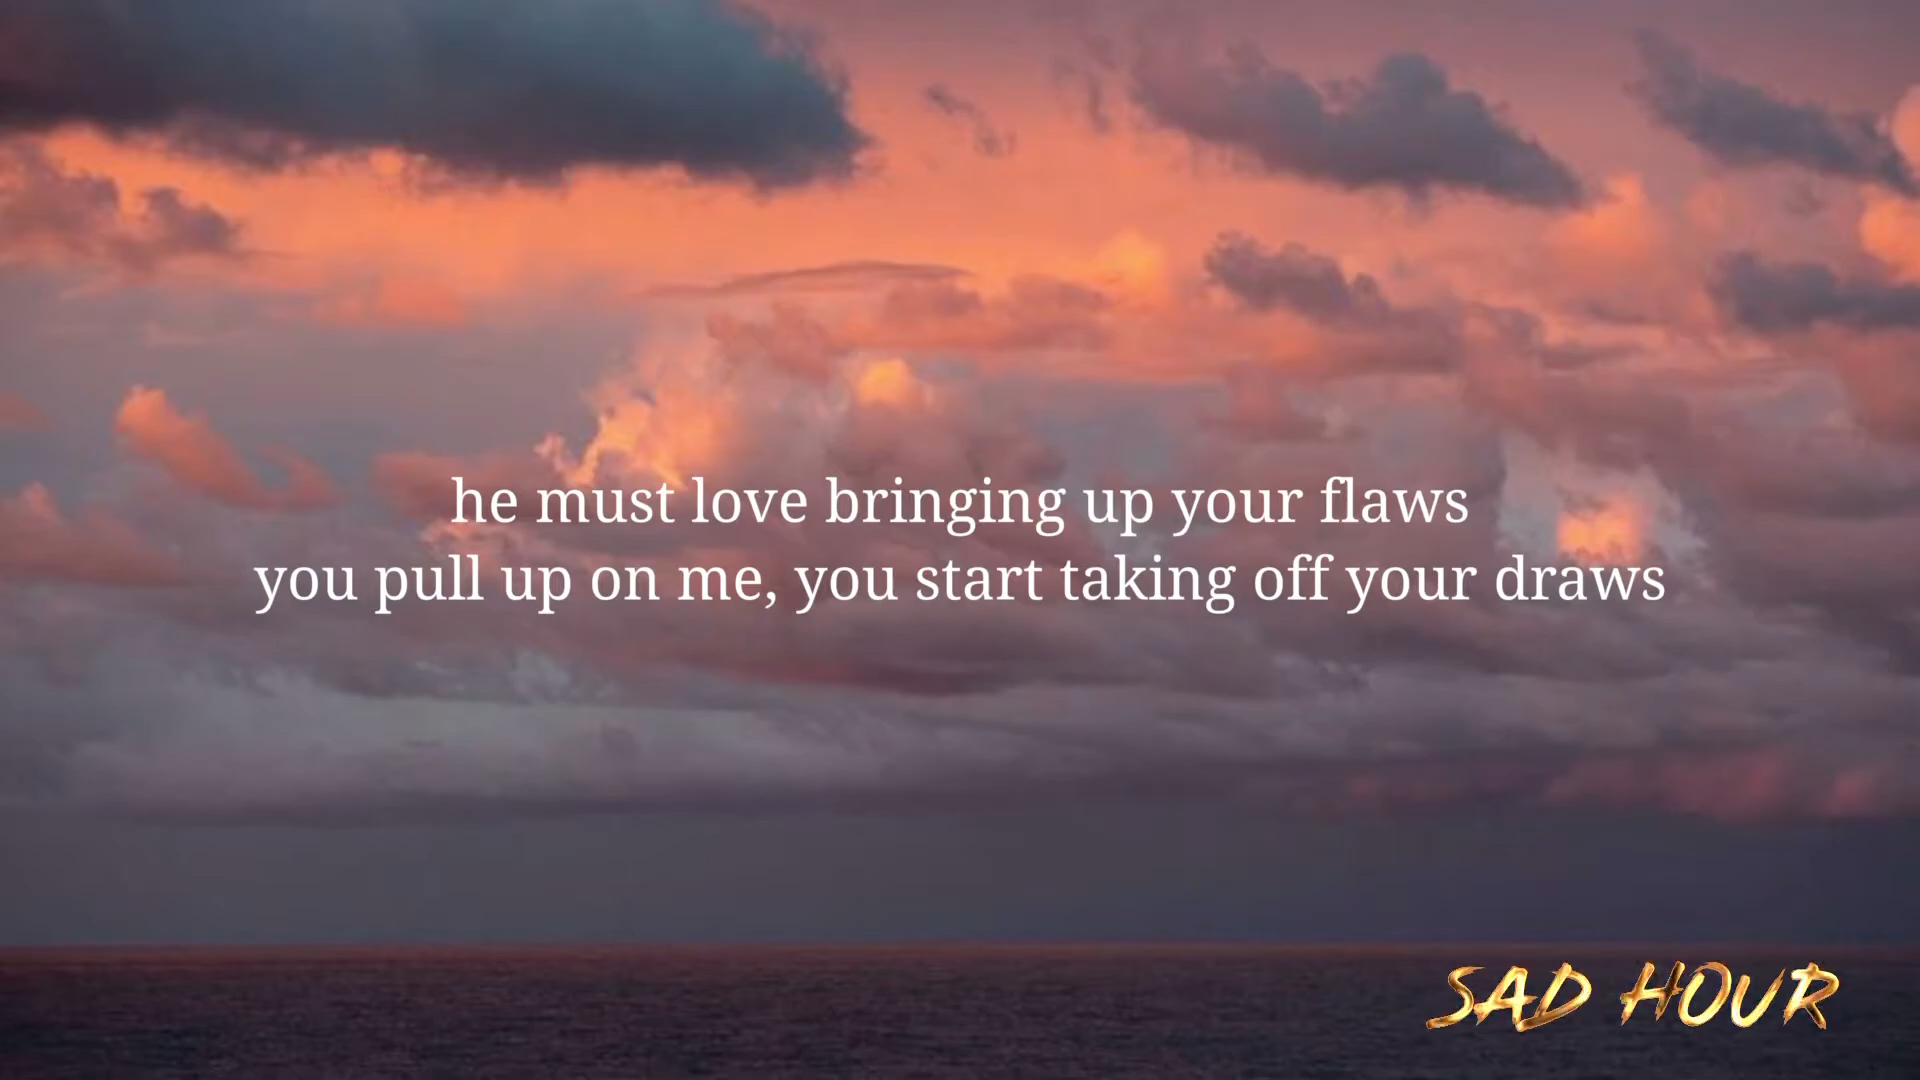 he must love bringing up your flaws
you pull up on me, you start taking off your draws
SAD HOUR